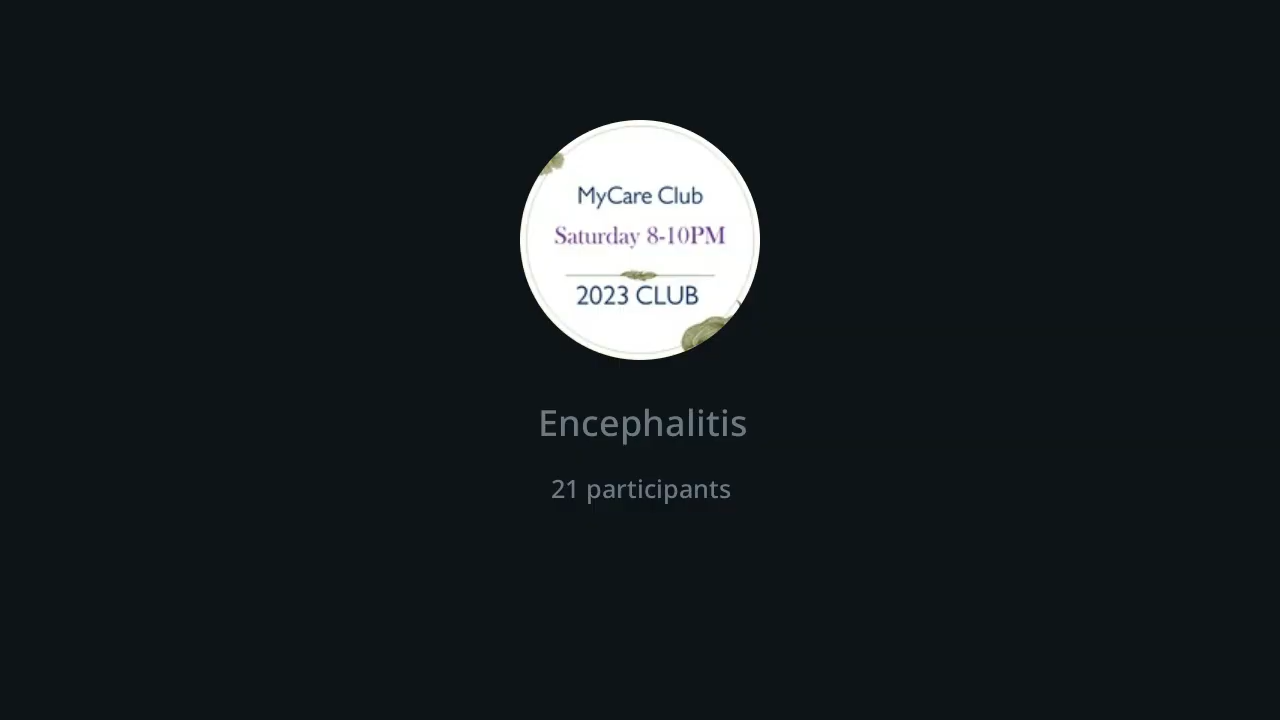 MyCare Club
Saturday 8-10PM
2023 CLUB
Encephalitis
21 participants